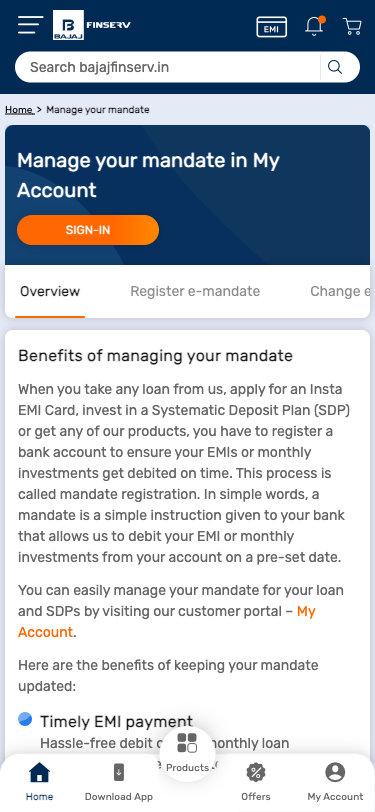 B BAJAJ FINSERV EMI
Search bajajfinserv.in
Home > Manage your mandate
Manage your mandate in My
Account
SIGN-IN
Overview Register e-mandate Change e
Benefits of managing your mandate
When you take any loan from us, apply for an Insta
EMI Card, invest in a Systematic Deposit Plan (SDP)
or get any of our products, you have to register a
bank account to ensure your EMIs or monthly
investments get debited on time. This process is
called mandate registration. In simple words, a
mandate is a simple instruction given to your bank
that allows us to debit your EMI or monthly
investments from your account on a pre-set date.
You can easily manage your mandate for your loan
and SDPs by visiting our customer portal – My
Account.
Here are the benefits of keeping your mandate
updated:
Timely EMI payment
Hassle-free debit monthly loan
Products
Home Download App Offers My Account